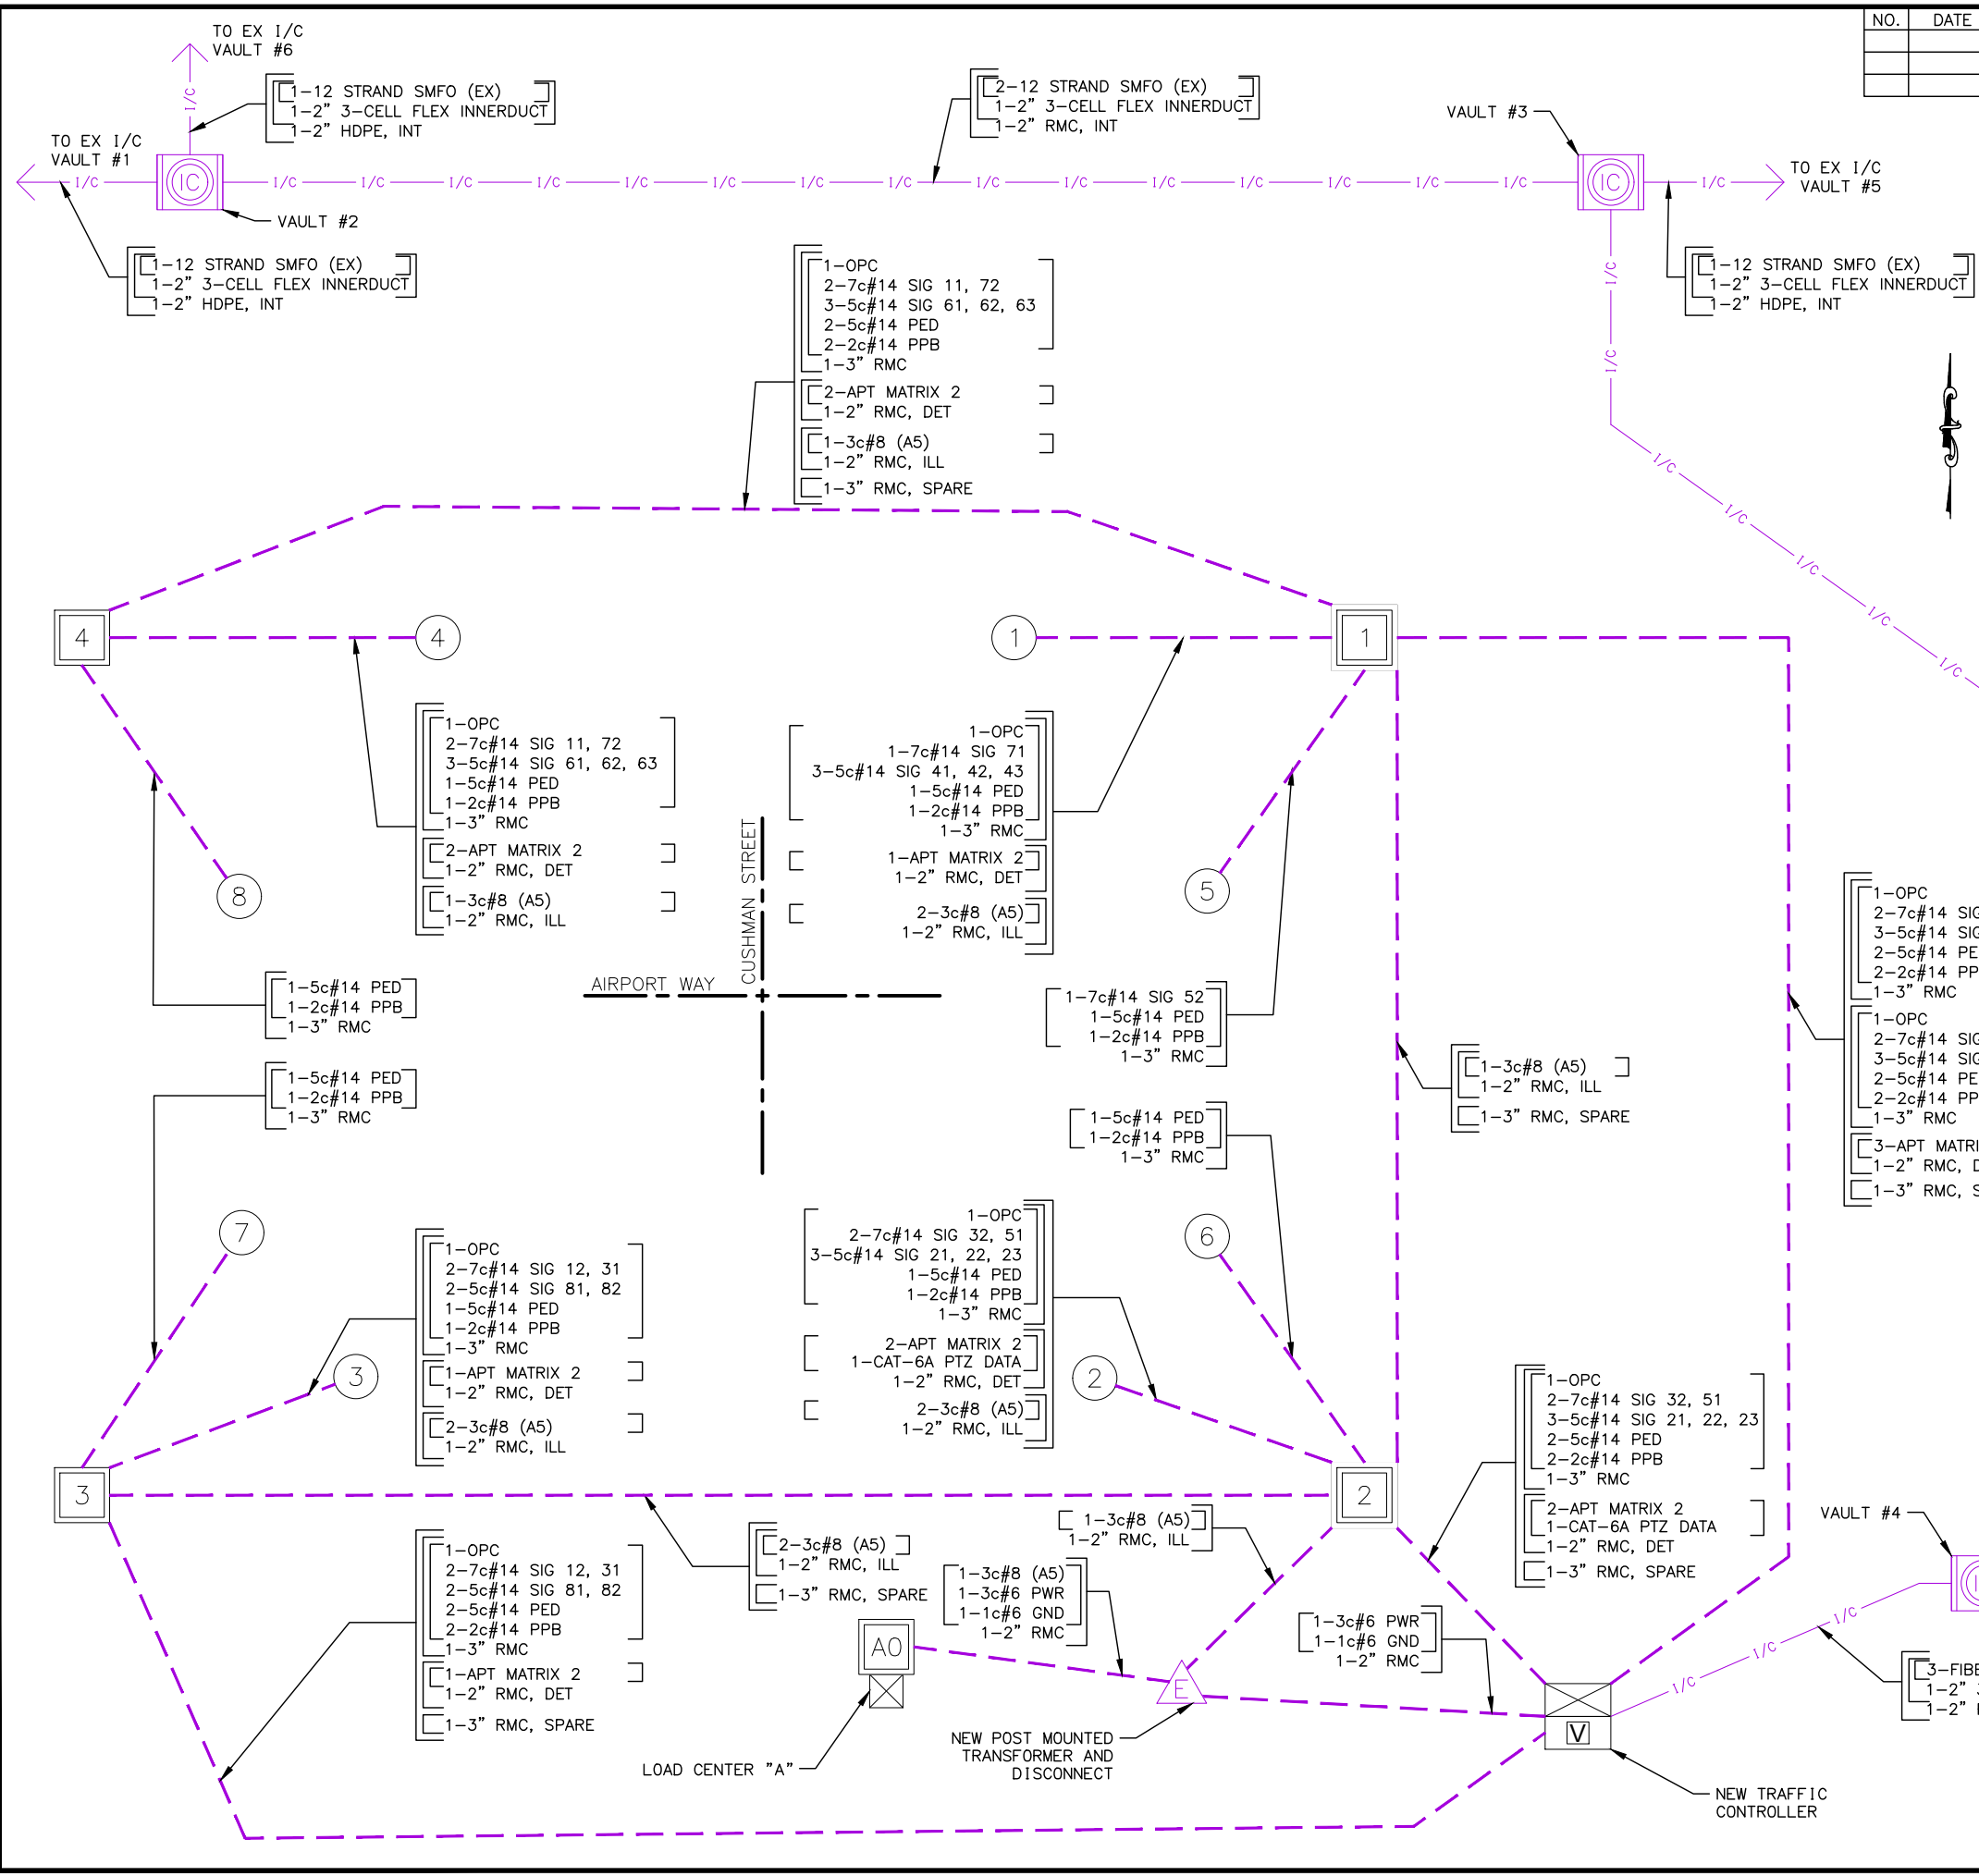 NO. DATE
TO EX I/C
VAULT #6
1-12 STRAND SMFO (EX)
1-2" 3-CELL FLEX INNERDUCT
1-2" HDPE, INT
2-12 STRAND SMFO (EX)
1-2" 3-CELL FLEX INNERDUCT
1-2" RMC, INT
VAULT #3
TO EX I/C
VAULT #1
I/C
IC
I/C I/C I/C I/C I/C I/C I/C I/C I/C I/C I/C I/C I/C I/C I/C
IC
I/C
TO EX I/C
VAULT #5
I/C
VAULT #2
1-12 STRAND SMFO (EX)
1-2" 3-CELL FLEX INNERDUCT
1-2" HDPE, INT
1-12 STRAND SMFO (EX)
1-2" 3-CELL FLEX INNERDUCT
1-2" HDPE, INT
I/C
I/C
I/C
I/C
I/C
I/C
I/C
1-OPC
2-7c#14 SIG 11, 72
3-5c#14 SIG 61, 62, 63
2-5c#14 PED
2-2c#14 PPB
1-3" RMC
2-APT MATRIX 2
1-2" RMC, DET
1-3c#8 (A5)
1-2" RMC, ILL
1-3" RMC, SPARE
4
4
1
1
1-OPC
2-7c#14 SIG 11, 72
3-5c#14 SIG 61, 62, 63
1-5c#14 PED
1-2c#14 PPB
1-3" RMC
2-APT MATRIX 2
1-2" RMC, DET
1-3c#8 (A5)
1-2" RMC, ILL
1-OPC
1-7c#14 SIG 71
3-5c#14 SIG 41, 42, 43
1-5c#14 PED
1-2c#14 PPB
1-3" RMC
1-APT MATRIX 2
1-2" RMC, DET
2-3c#8 (A5)
1-2" RMC, ILL
8
5
CUSHMAN STREET
AIRPORT WAY
1-5c#14 PED
1-2c#14 PPB
1-3" RMC
1-5c#14 PED
1-2c#14 PPB
1-3" RMC
1-7c#14 SIG 52
1-5c#14 PED
1-2c#14 PPB
1-3" RMC
1-5c#14 PED
1-2c#14 PPB
1-3" RMC
1-3c#8 (A5)
1-2" RMC, ILL
1-3" RMC, SPARE
1-OPC
2-7c#14
3-5c#14
2-5c#14
2-2c#14
1-3" RMC
1-OPC
2-7c#14
3-5c#14
2-5c#14
2-2c#14
1-3" RMC
3-APT
1-2" RMC,
1-3" RMC,
7
6
1-OPC
2-7c#14 SIG 12, 31
2-5c#14 SIG 81, 82
1-5c#14 PED
1-2c#14 PPB
1-3" RMC
1-APT MATRIX 2
1-2" RMC, DET
2-3c#8 (A5)
1-2" RMC, ILL
1-OPC
2-7c#14 SIG 32, 51
3-5c#14 SIG 21, 22, 23
1-5c#14 PED
1-2c#14 PPB
1-3" RMC
2-APT MATRIX 2
1-CAT-6A PTZ DATA
1-2" RMC, DET
2-3c#8 (A5)
1-2" RMC, ILL
3
2
3
2
1-OPC
2-7c#14 SIG 32, 51
3-5c#14 SIG 21, 22, 23
2-5c#14 PED
2-2c#14 PPB
1-3" RMC
2-APT MATRIX 2
1-CAT-6A PTZ DATA
1-2" RMC, DET
1-3" RMC, SPARE
1-OPC
2-7c#14 SIG 12, 31
2-5c#14 SIG 81, 82
2-5c#14 PED
2-2c#14 PPB
1-3" RMC
1-APT MATRIX 2
1-2" RMC, DET
1-3" RMC, SPARE
2-3c#8 (A5)
1-2" RMC, ILL
1-3" RMC, SPARE
1-3c#8 (A5)
1-2" RMC, ILL
1-3c#8 (A5)
1-3c#6 PWR
1-1c#6 GND
1-2" RMC
1-3c#6 PWR
1-1c#6 GND
1-2" RMC
VAULT #4
I/C
I/C
I/C
1-2"
1-2"
A0
E
V
LOAD CENTER "A"
NEW POST MOUNTED
TRANSFORMER AND
DISCONNECT
NEW TRAFFIC
CONTROLLER